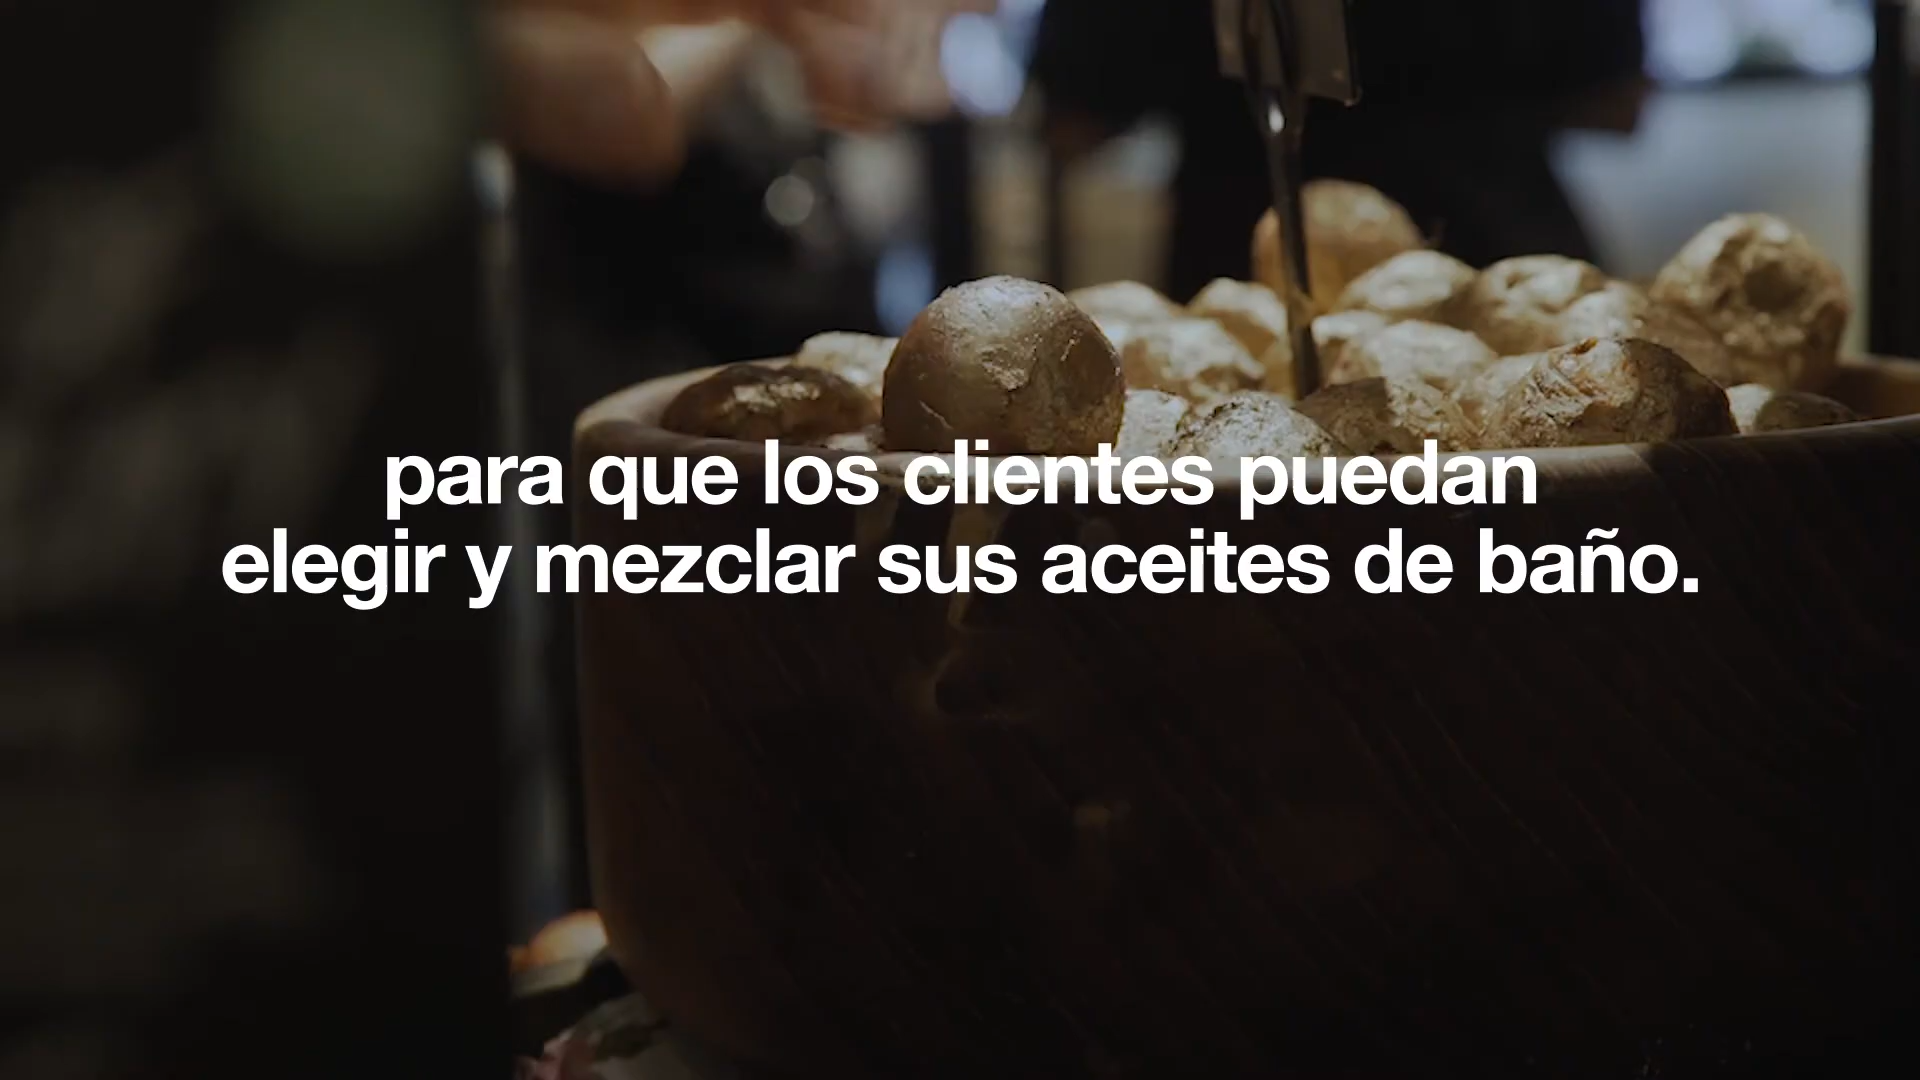 para que los clientes puedan
elegir y mezclar sus aceites de baño.